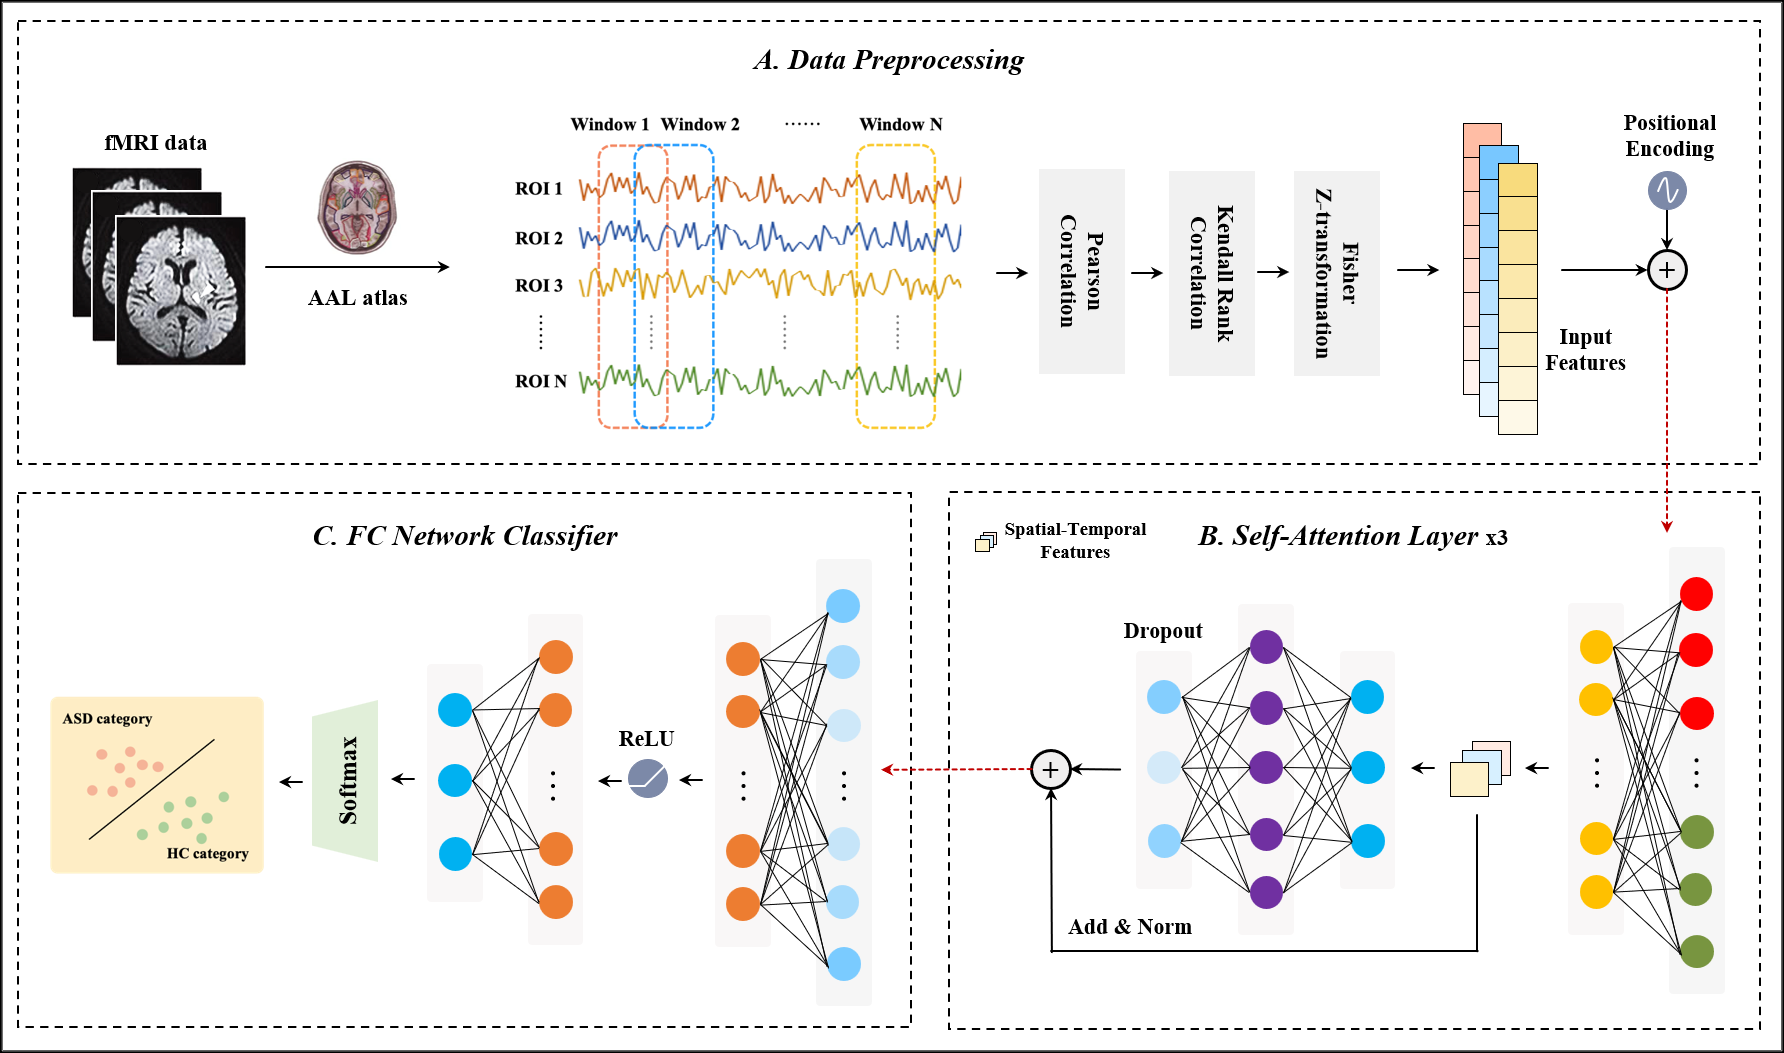 A. Data Preprocessing
fMRI data
AAL atlas
Window 1
Window 2
......
Window N
ROI 1
ROI 2
ROI 3
ROI N
Pearson
Correlation
Kendall Rank
Correlation
Fisher
Z-transformation
Input
Features
Positional
Encoding
+
B. Self-Attention Layer x3
Spatial-Temporal
Features
Dropout
+
Add & Norm
C. FC Network Classifier
ReLU
Softmax
ASD category
HC category